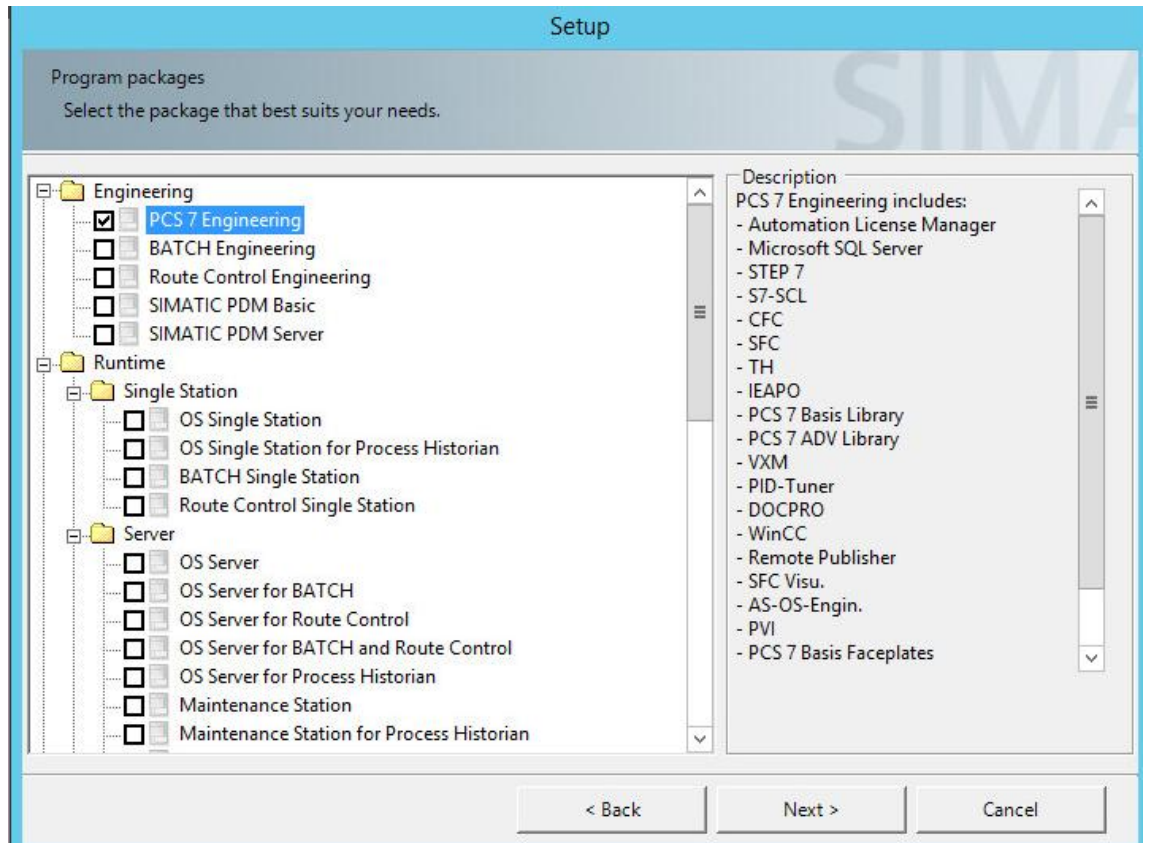 Setup
Program packages
Select the package that best suits your needs.
SIMA
Engineering
PCS 7 Engineering
BATCH Engineering
Route Control Engineering
SIMATIC PDM Basic
SIMATIC PDM Server
Runtime
Single Station
OS Single Station
OS Single Station for Process Historian
BATCH Single Station
Route Control Single Station
Server
OS Server
OS Server for BATCH
OS Server for Route Control
OS Server for BATCH and Route Control
OS Server for Process Historian
Maintenance Station
Maintenance Station for Process Historian
Description
PCS 7 Engineering includes:
- Automation License Manager
- Microsoft SQL Server
- STEP 7
- S7-SCL
- CFC
- SFC
- TH
- IEAPO
- PCS 7 Basis Library
- PCS 7 ADV Library
- VXM
- PID-Tuner
- DOCPRO
- WinCC
- Remote Publisher
- SFC Visu.
- AS-OS-Engin.
- PVI
- PCS 7 Basis Faceplates
< Back
Next >
Cancel